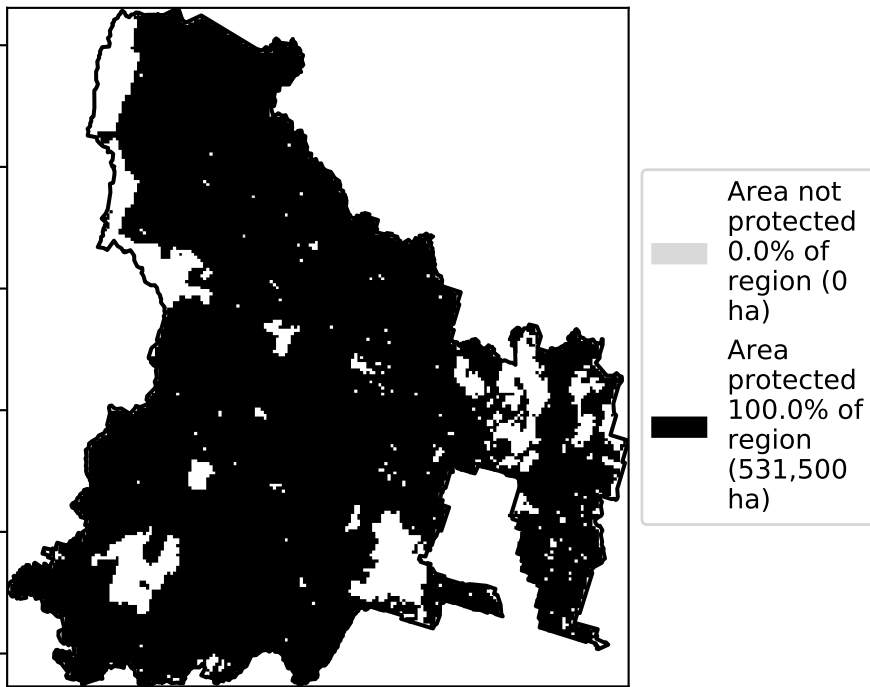 Area not
protected
0.0% of
region (0
ha)
Area
protected
100.0% of
region
(531,500
ha)